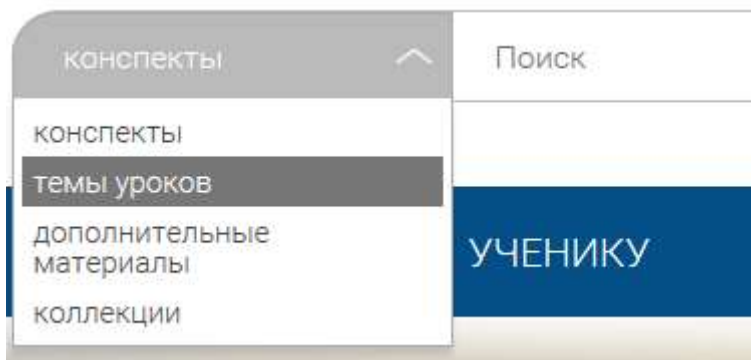 конспекты Поиск
конспекты
темы уроков
дополнительные
материалы
УЧЕНИКУ
коллекции